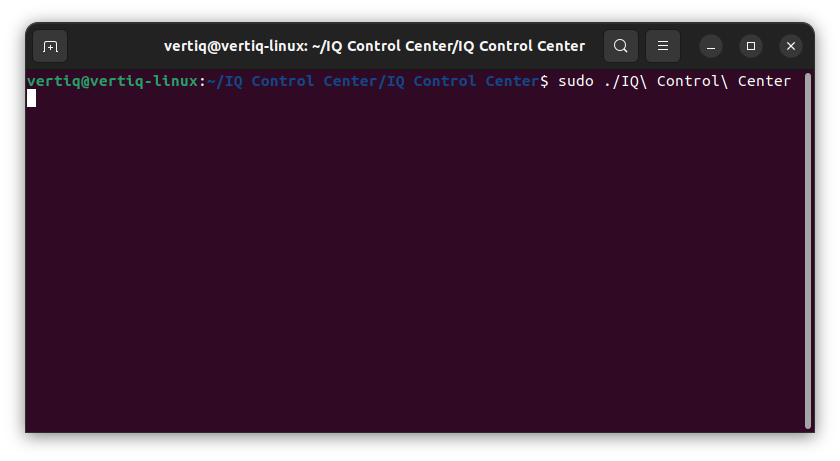 vertiq@vertiq-linux: ~/IQ Control Center/IQ Control Center
vertiq@vertiq-linux:~/IQ Control Center/IQ Control Center$ sudo ./IQ\ Control\ Center